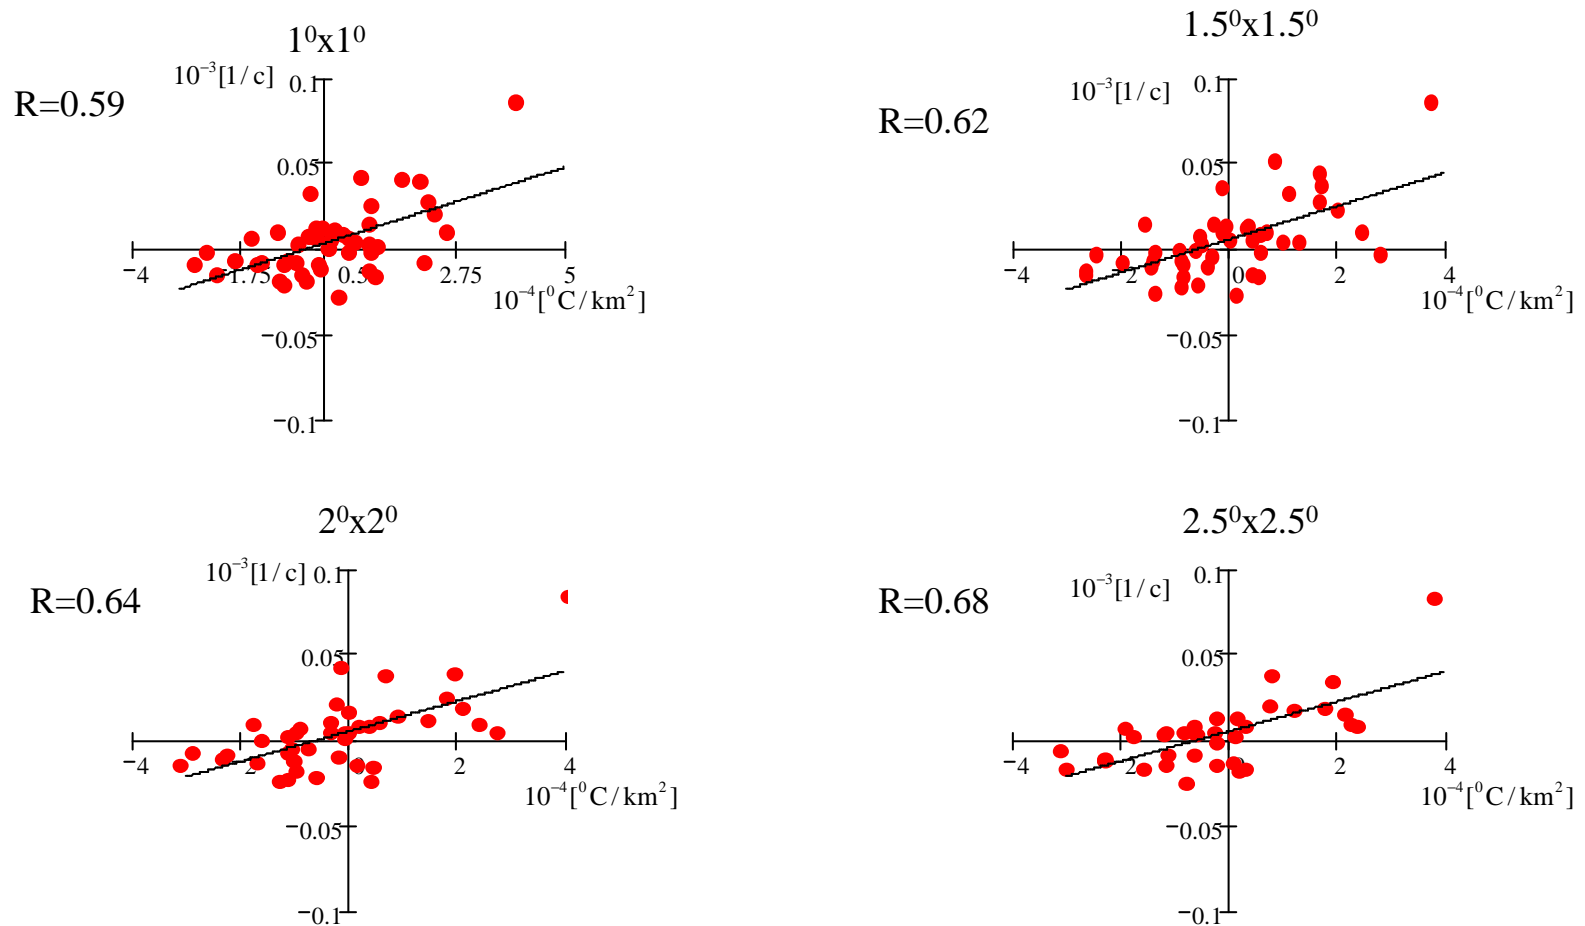 1⁰x1⁰
R=0.59
10⁻³[1/c]
0.1
0.05
−4
−1.75
0.5
2.75
5
10⁻⁴[⁰C/km²]
−0.05
−0.1
1.5⁰x1.5⁰
R=0.62
10⁻³[1/c]
0.1
0.05
−4
2
0
2
4
10⁻⁴[⁰C/km²]
−0.05
−0.1
2⁰x2⁰
R=0.64
10⁻³[1/c]
0.1
0.05
−4
2
0
2
4
10⁻⁴[⁰C/km²]
−0.05
−0.1
2.5⁰x2.5⁰
R=0.68
10⁻³[1/c]
0.1
0.05
−4
2
0
2
4
10⁻⁴[⁰C/km²]
−0.05
−0.1